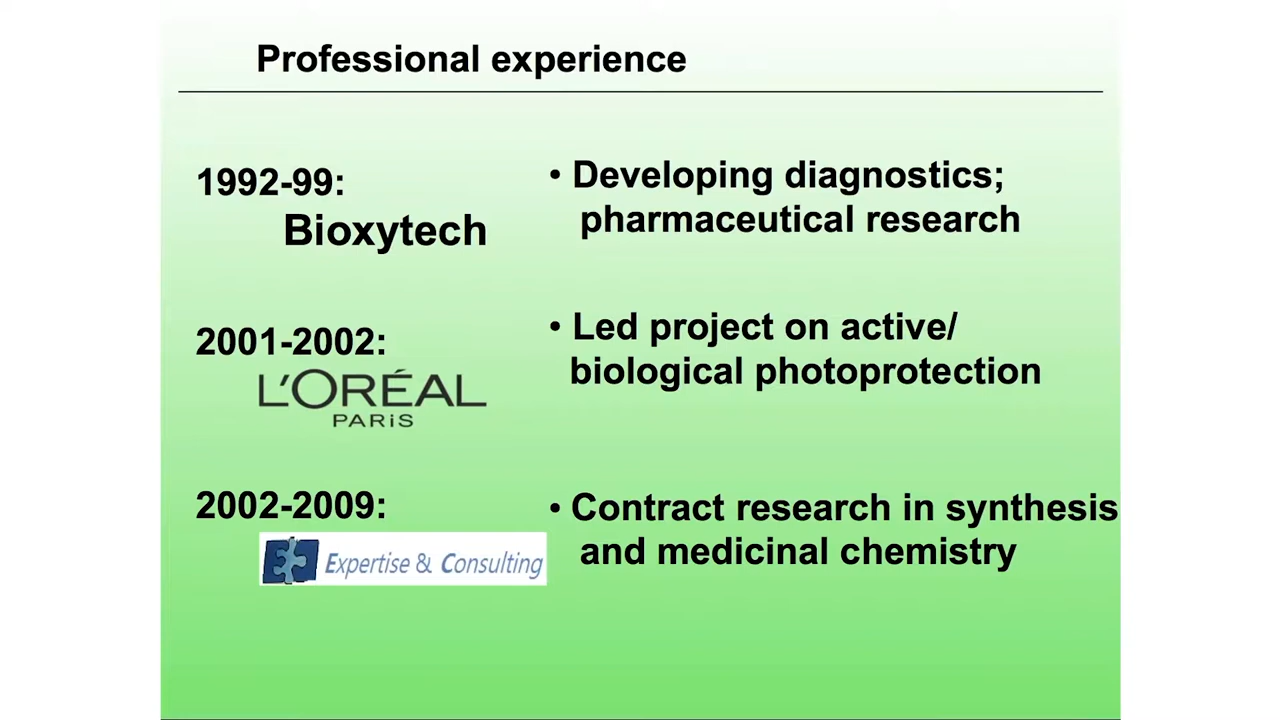 Professional experience
1992-99:
Bioxytech
• Developing diagnostics;
pharmaceutical research
2001-2002:
L'ORÉAL
PARiS
• Led project on active/
biological photoprotection
2002-2009:
Expertise & Consulting
• Contract research in synthesis
and medicinal chemistry